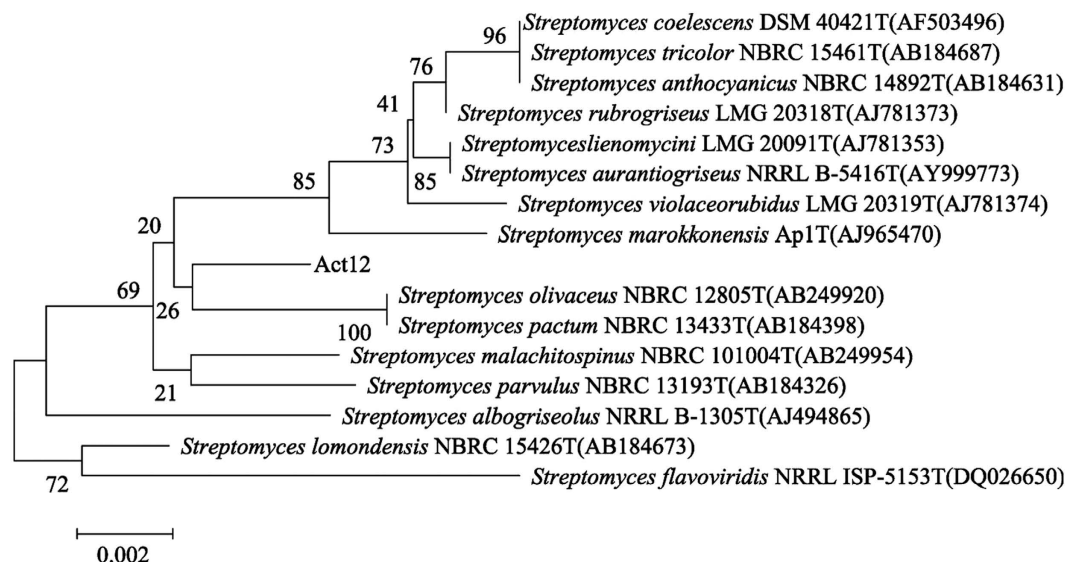 Streptomyces coelescens DSM 40421T(AF503496)
96
Streptomyces tricolor NBRC 15461T(AB184687)
76
Streptomyces anthocyanicus NBRC 14892T(AB184631)
41
Streptomyces rubrogriseus LMG 20318T(AJ781373)
73
Streptomyceslienomycini LMG 20091T(AJ781353)
85
85
Streptomyces aurantiogriseus NRRL B-5416T(AY999773)
Streptomyces violaceorubidus LMG 20319T(AJ781374)
20
Streptomyces marokkonensis Ap1T(AJ965470)
Act12
69
Streptomyces olivaceus NBRC 12805T(AB249920)
26
Streptomyces pactum NBRC 13433T(AB184398)
100
Streptomyces malachitospinus NBRC 101004T(AB249954)
21
Streptomyces parvulus NBRC 13193T(AB184326)
Streptomyces albogriseolus NRRL B-1305T(AJ494865)
Streptomyces lomondensis NBRC 15426T(AB184673)
72
Streptomyces flavoviridis NRRL ISP-5153T(DQ026650)
0.002